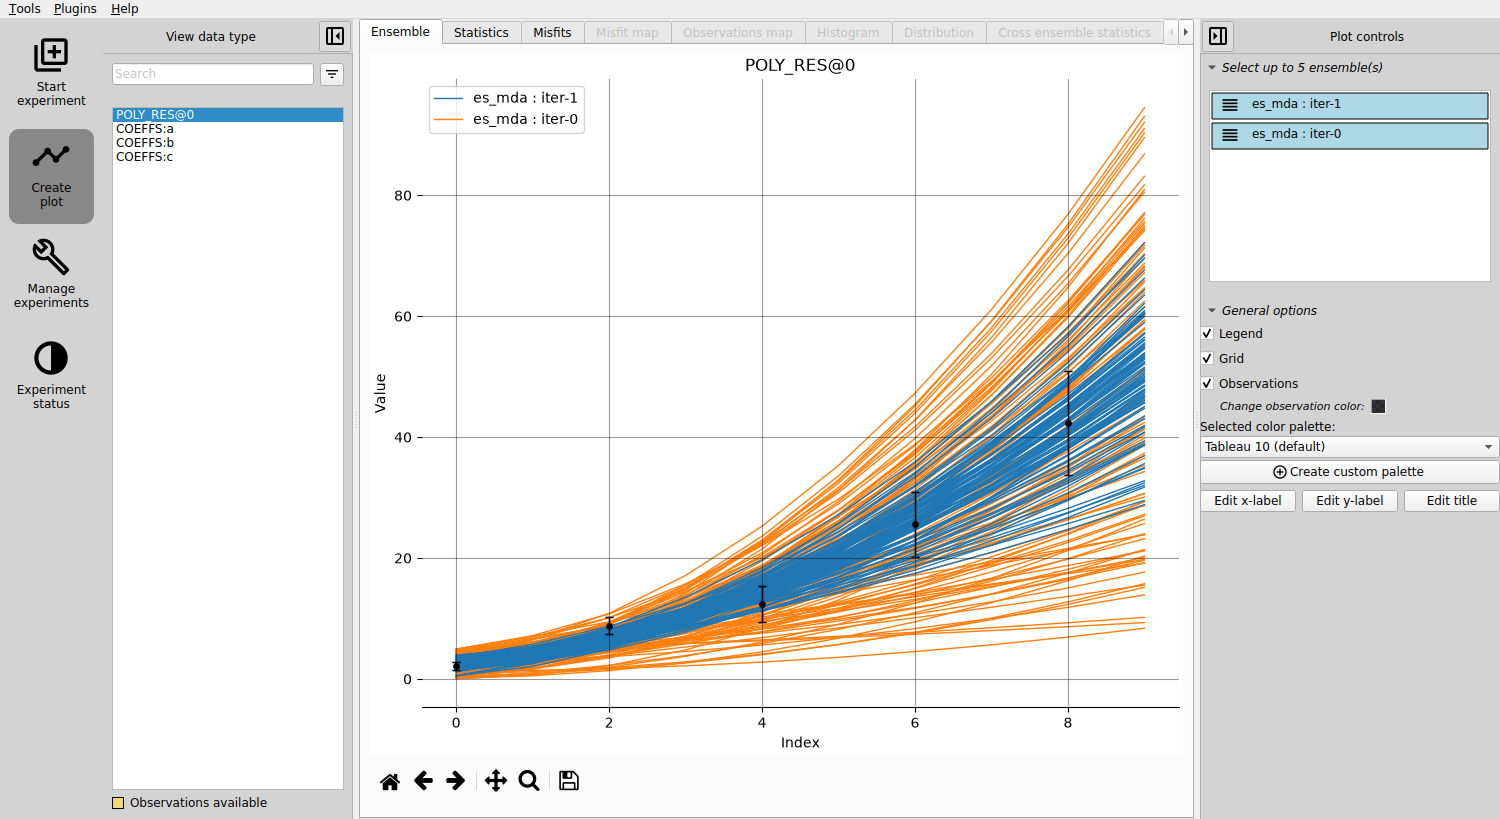 Tools Plugins Help
Start
experiment
Create
plot
Manage
experiments
Experiment
status
View data type
Search
POLY_RES@0
COEFFS:a
COEFFS:b
COEFFS:c
Observations available
Ensemble Statistics Misfits Misfit map Observations map Histogram Distribution Cross ensemble statistics
POLY_RES@0
es_mda : iter-1
es_mda : iter-0
80
60
40
20
0
Value
0 2 4 6 8
Index
Plot controls
Select up to 5 ensemble(s)
es_mda : iter-1
es_mda : iter-0
General options
Legend
Grid
Observations
Change observation color:
Selected color palette:
Tableau 10 (default)
Create custom palette
Edit x-label Edit y-label Edit title